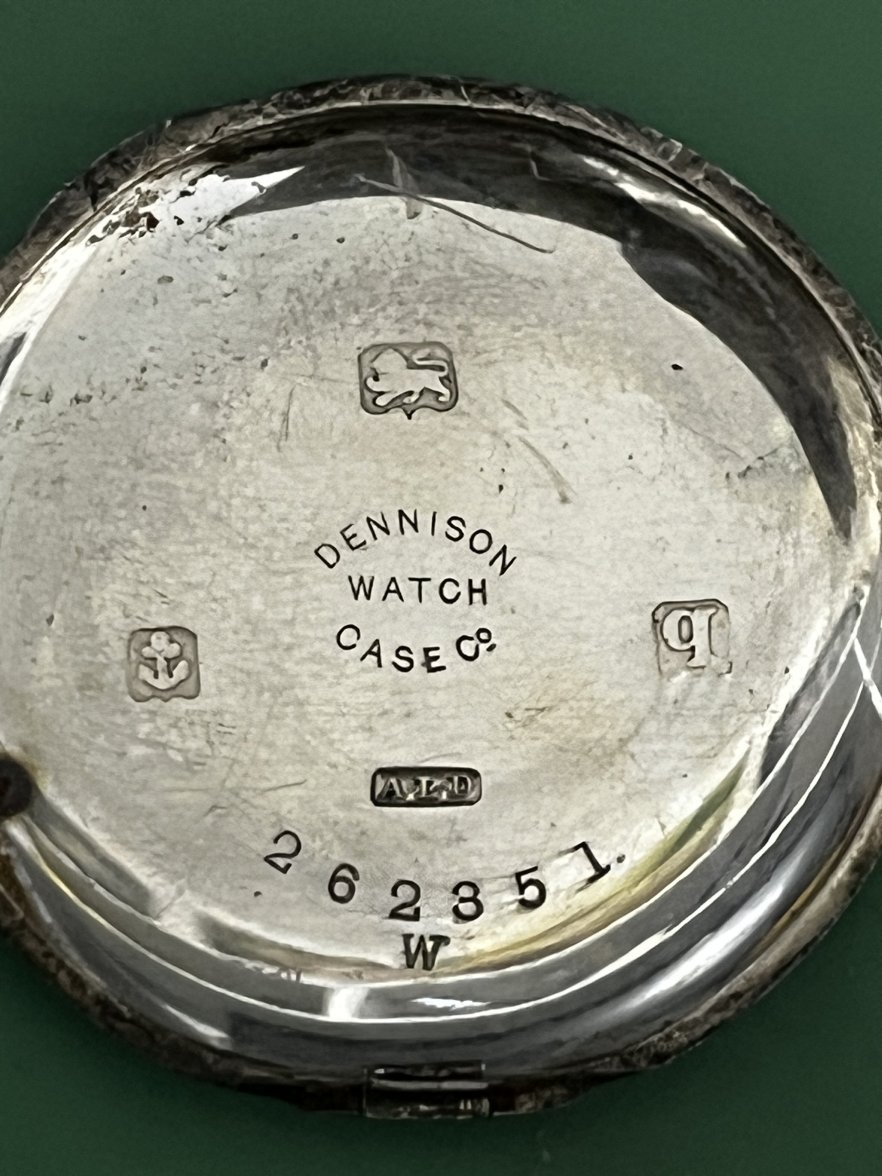 DENNISON
WATCH
CASE Co.
q
A.L.D
262351.
W